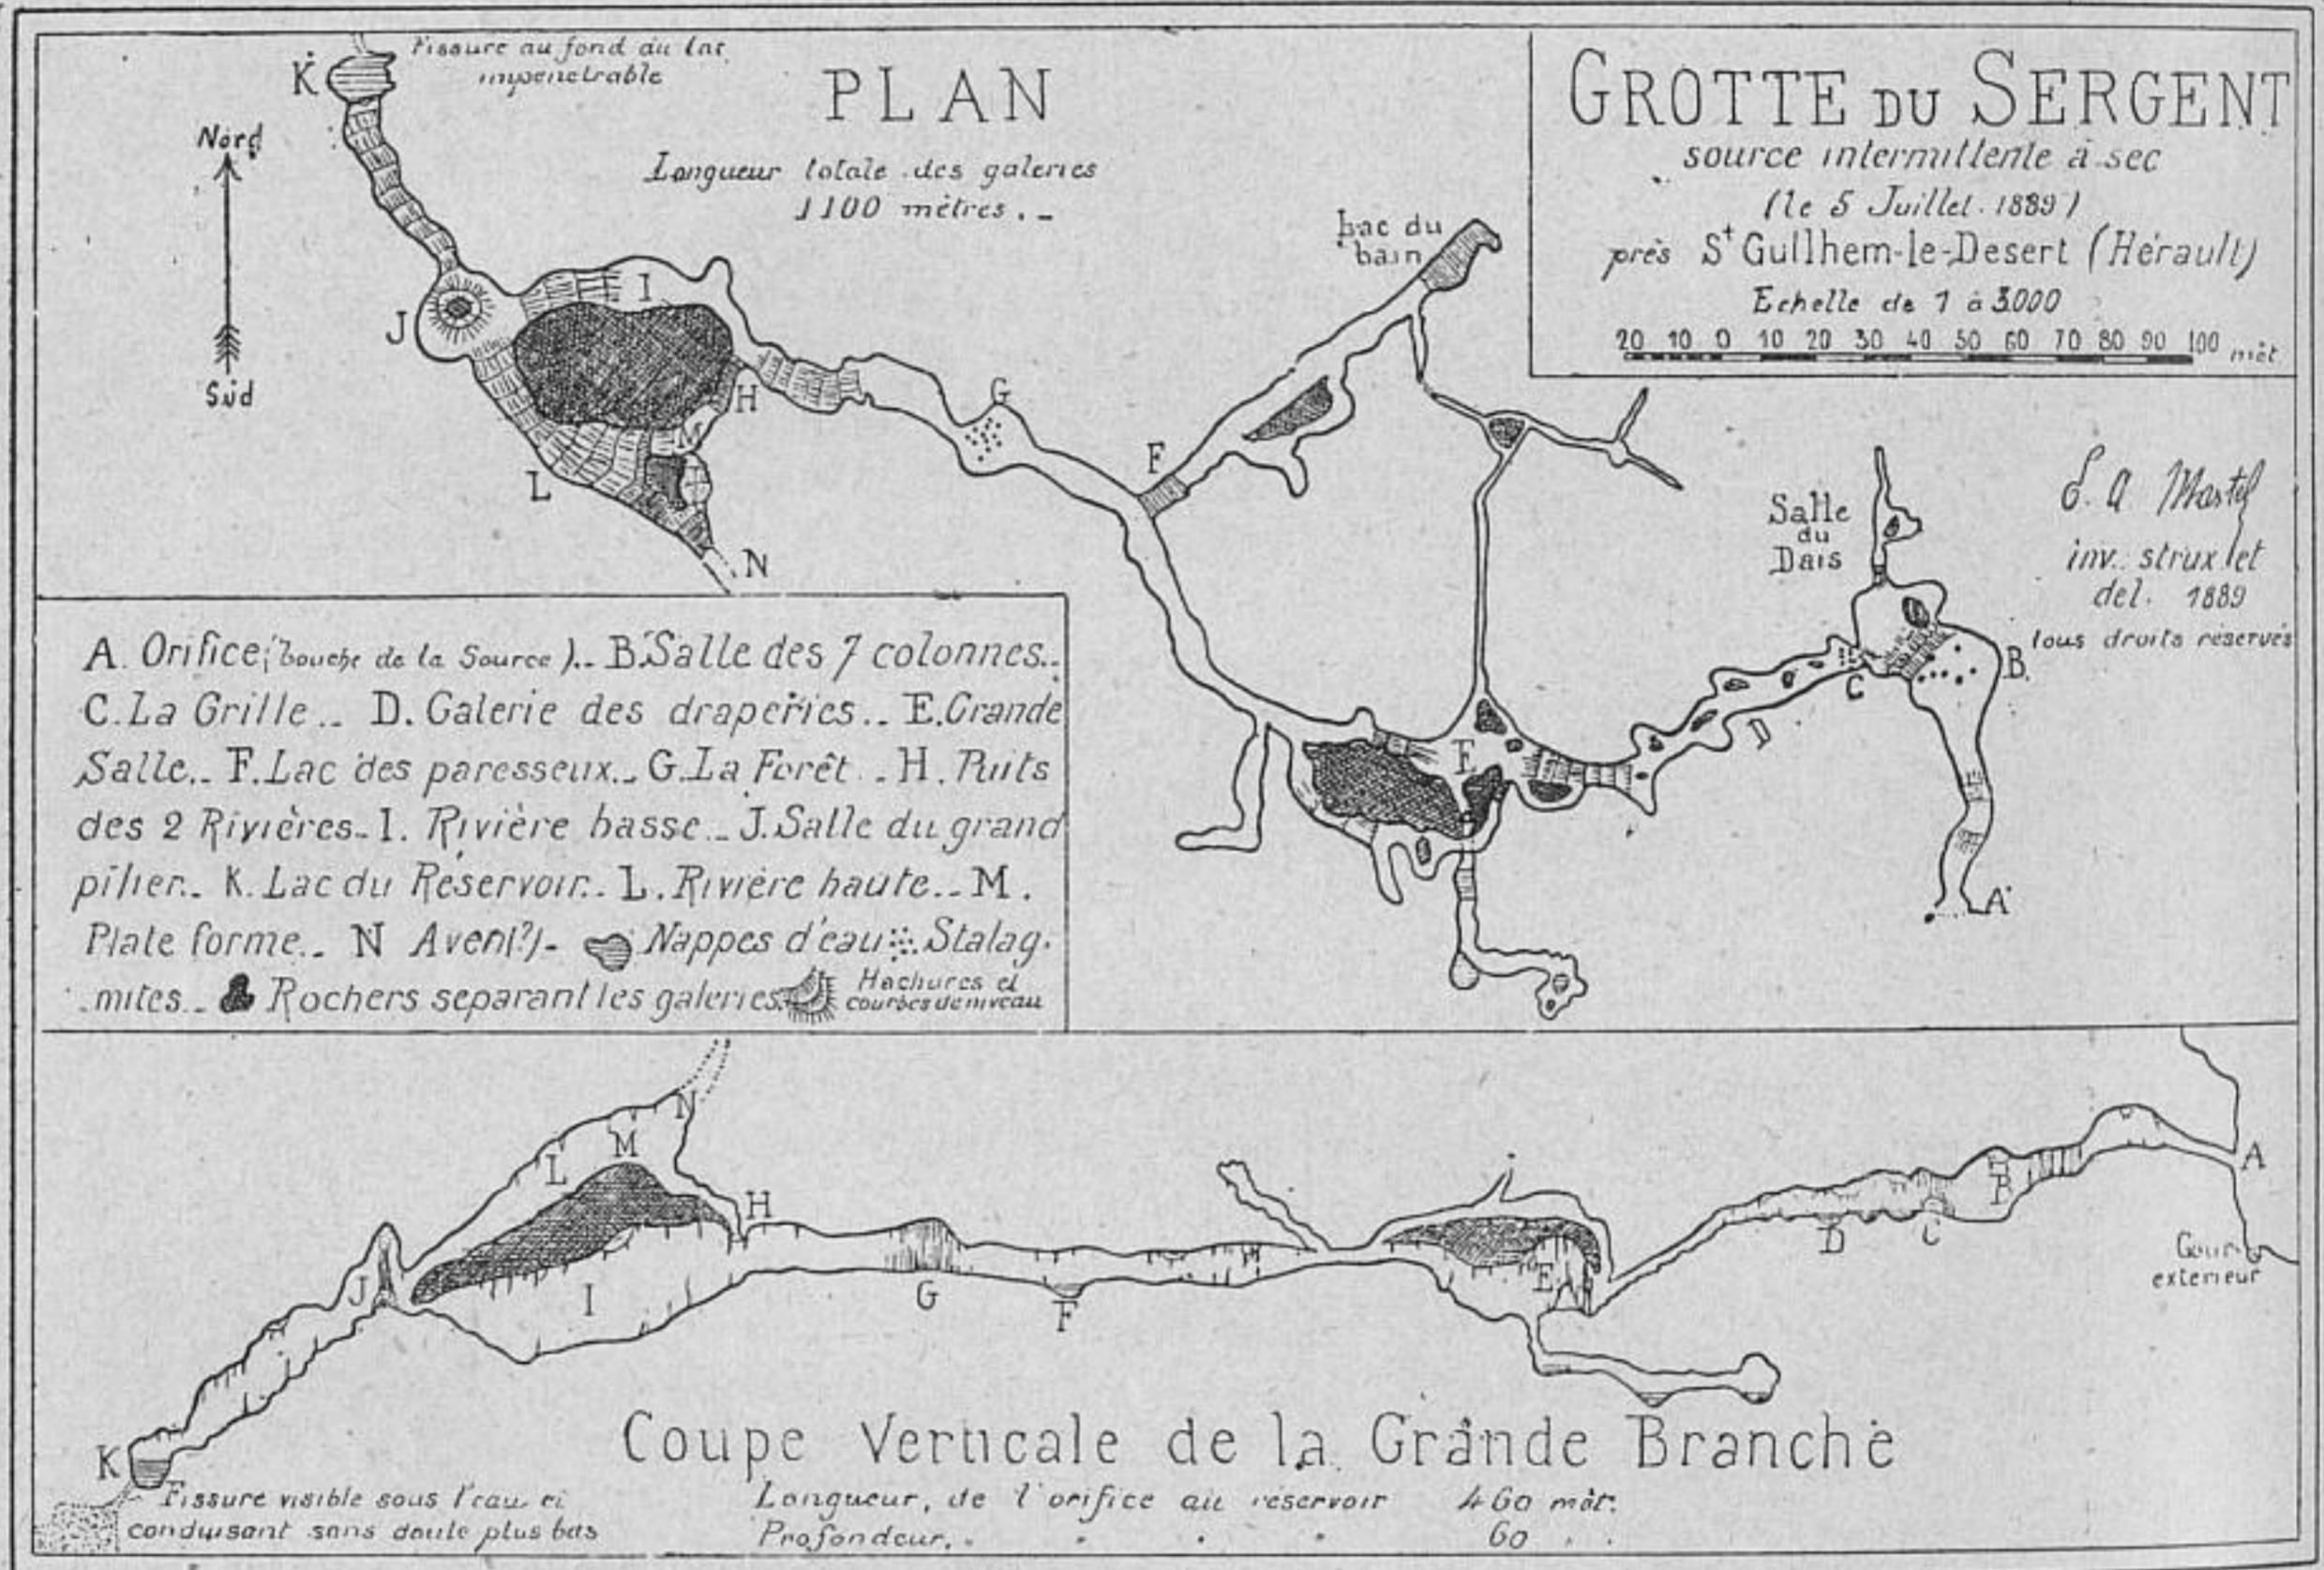 K
Fissure au fond du lac
impenetrable
PLAN
Longueur totale des galeries
1100 mètres. -
Nord
Sud
J
I
H
M
L
N
G
F
Lac du
bain
E
D
C
B.
A
Salle
du
Dais
GROTTE DU SERGENT
source intermittente à sec
(le 5 Juillet. 1889)
près St Guilhem-le-Desert (Hérault)
Echelle de 1 à 3000
20 10 0 10 20 30 40 50 60 70 80 90 100 mèt
E. A Martel
inv. strux. et
del. 1889
tous droits réservés
A. Orifice (bouche de la Source).. B. Salle des 7 colonnes..
C. La Grille.. D. Galerie des draperies.. E. Grande
Salle.. F. Lac des paresseux.. G. La Forêt.. H. Puits
des 2 Rivières.. I. Rivière basse.. J. Salle du grand
pilier.. K. Lac du Réservoir.. L. Rivière haute.. M.
Plate forme.. N Aven(?)- Nappes d'eau Stalag-
-mites.. Rochers separant les galeries Hachures et
courbes de niveau
N
M
L
H
J
I
G
F
E
D
C
B
A
Cours
exterieur
K
Coupe Verticale de la Grande Branche
Fissure visible sous l'eau et
conduisant sans doute plus bas
Longueur, de l'orifice au réservoir 460 mèt.
Profondeur, . . . . 60 . .